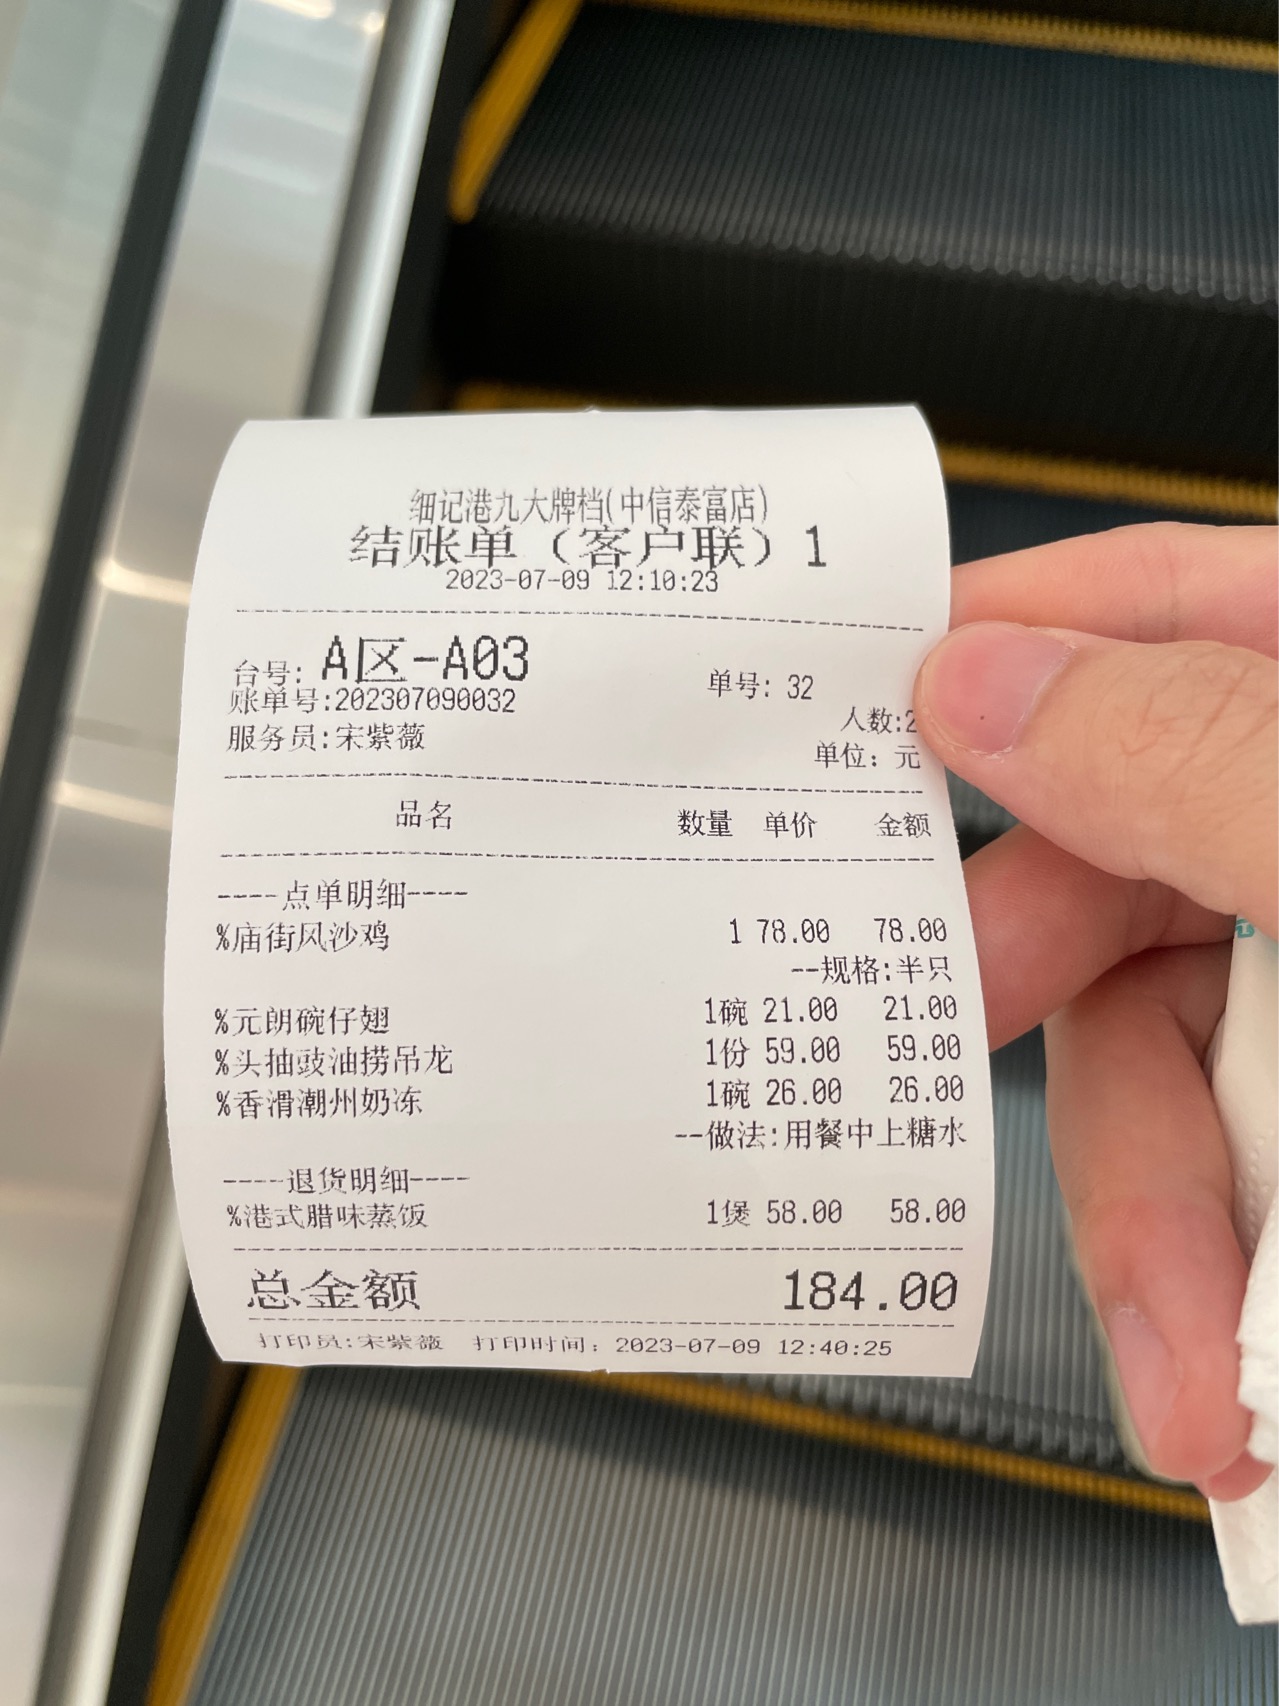 细记港九大牌档(中信泰富店)
结账单（客户联）1
2023-07-09 12:10:23
台号: A区-A03 单号: 32
账单号:202307090032
人数:2
服务员:宋紫薇
单位: 元
品名 数量 单价 金额
----点单明细----
%庙街风沙鸡 1 78.00 78.00
--规格:半只
%元朗碗仔翅 1碗 21.00 21.00
%头抽豉油捞吊龙 1份 59.00 59.00
%香滑潮州奶冻 1碗 26.00 26.00
--做法:用餐中上糖水
----退货明细----
%港式腊味蒸饭 1煲 58.00 58.00
总金额 184.00
打印员:宋紫薇 打印时间: 2023-07-09 12:40:25